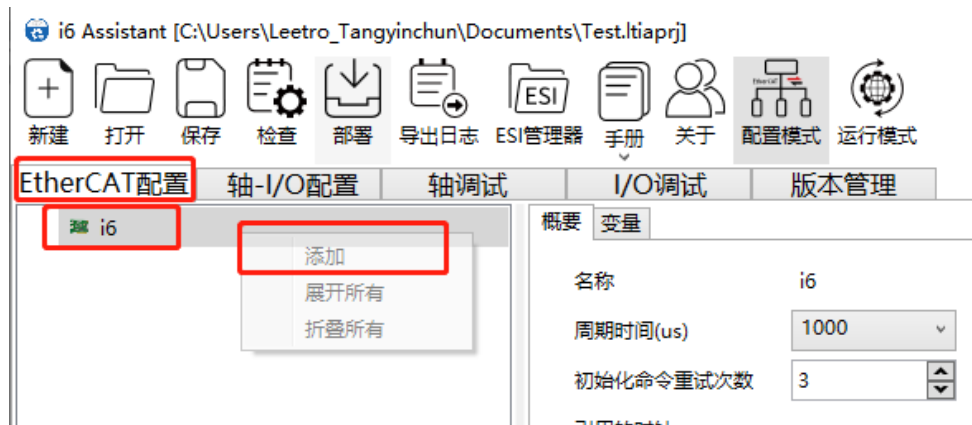 i6 Assistant [C:\Users\Leetro_Tangyinchun\Documents\Test.ltiaprj]
ESI
新建 打开 保存 检查 部署 导出日志 ESI管理器 手册 关于 配置模式 运行模式
EtherCAT配置 轴-I/O配置 轴调试 I/O调试 版本管理
i6
概要 变量
添加
展开所有
折叠所有
名称 i6
周期时间(us) 1000
初始化命令重试次数 3